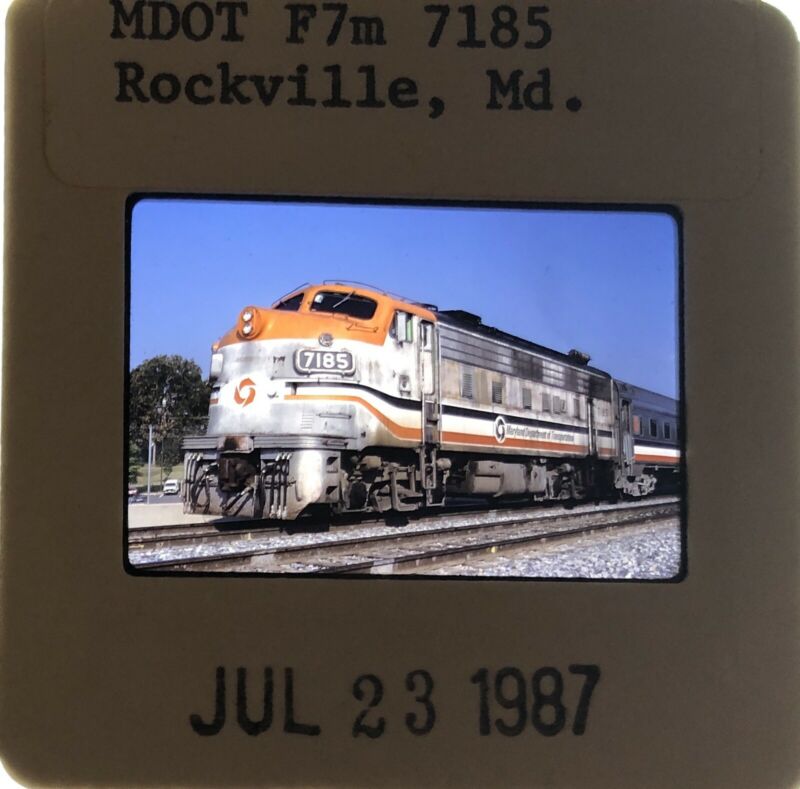 MDOT F7m 7185
Rockville, Md.
7185
Maryland Department of Transportation
JUL 23 1987